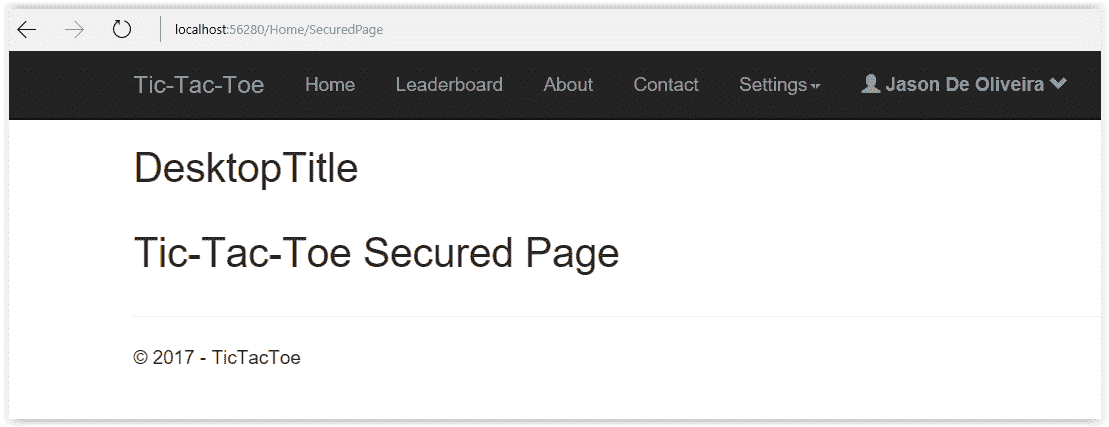 localhost:56280/Home/SecuredPage
Tic-Tac-Toe Home Leaderboard About Contact Settings Jason De Oliveira
DesktopTitle
Tic-Tac-Toe Secured Page
© 2017 - TicTacToe